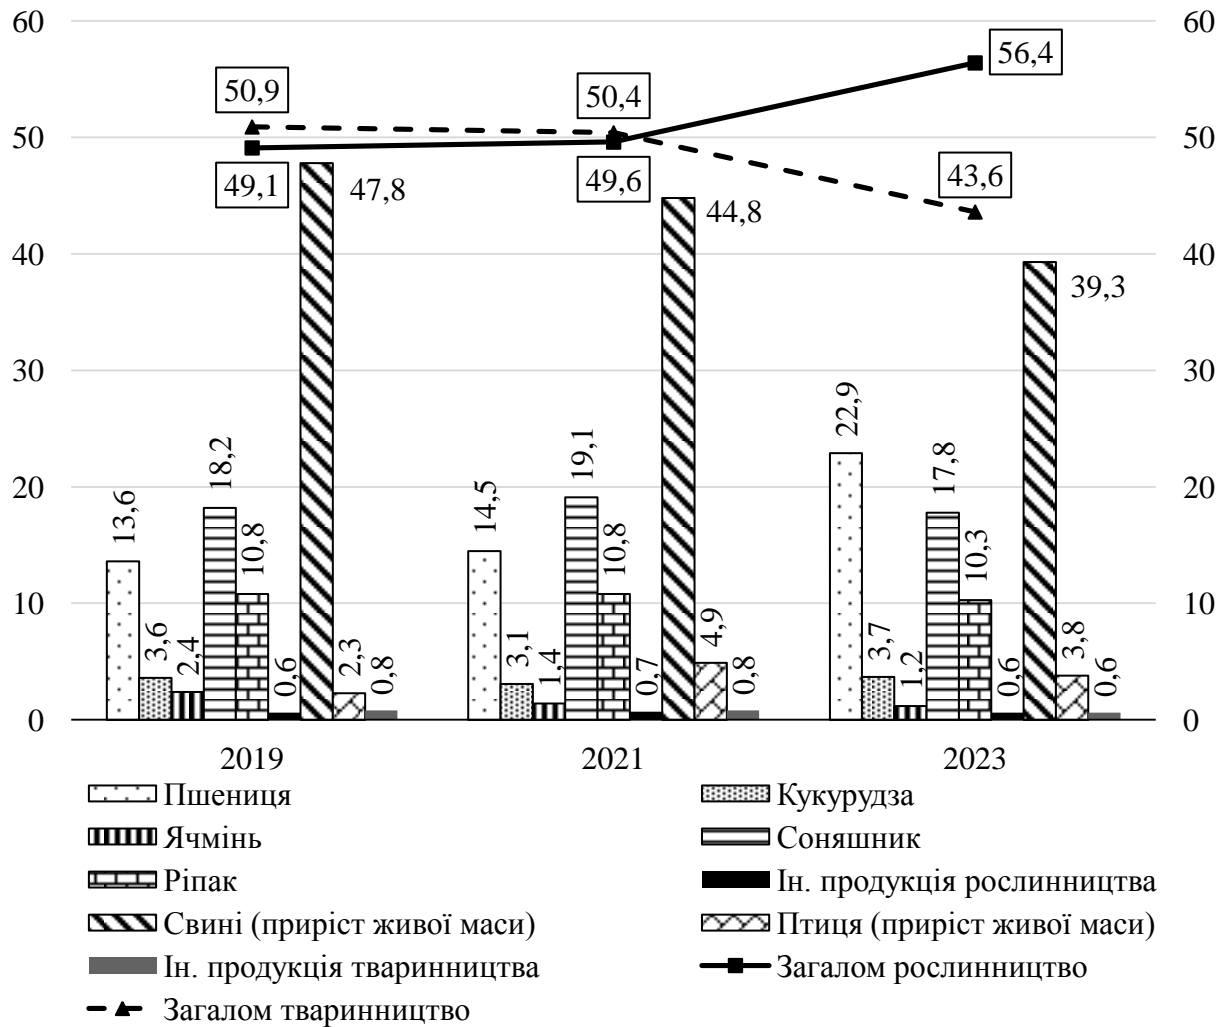 60 60
50,9 50,4 56,4
50 50
49,1 49,6 43,6
47,8 44,8 39,3
40 40
30 30
20 20
10 10
0 0
13,6 3,6 2,4 18,2 10,8 0,6 2,3 0,8
14,5 3,1 1,4 19,1 10,8 0,7 4,9 0,8
22,9 3,7 1,2 17,8 10,3 0,6 3,8 0,6
2019 2021 2023
Пшениця Кукурудза
Ячмінь Соняшник
Ріпак Ін. продукція рослинництва
Свині (приріст живої маси) Птиця (приріст живої маси)
Ін. продукція тваринництва Загалом рослинництво
Загалом тваринництво